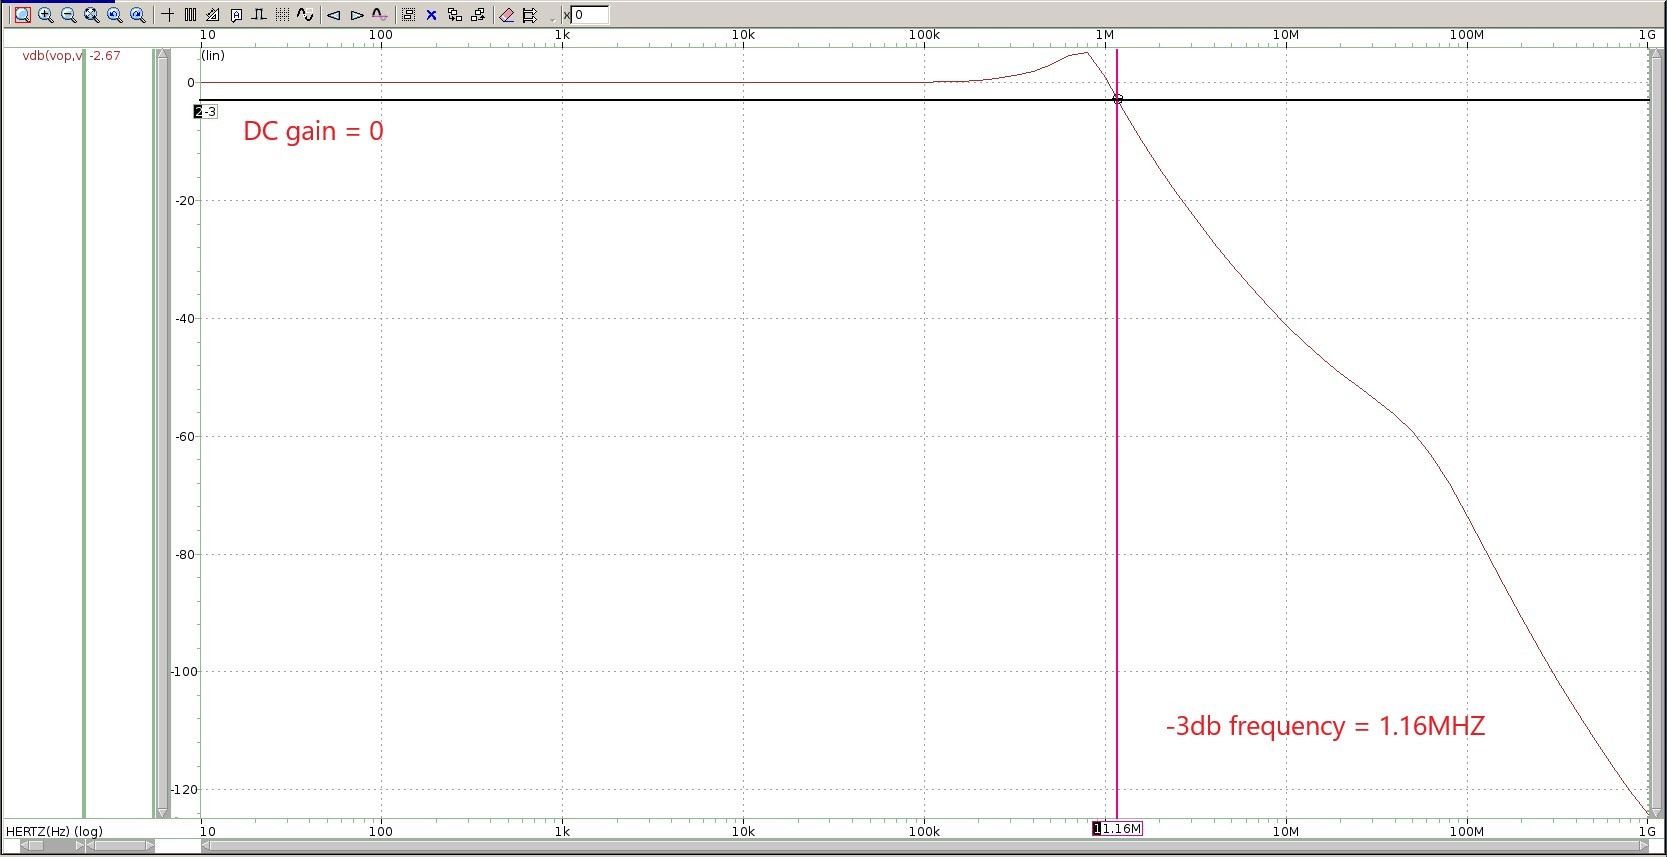 x 0
10 100 1k 10k 100k 1M 10M 100M 1G
vdb(vop,v -2.67
(lin)
0
2 -3
DC gain = 0
-20
-40
-60
-80
-100
-3db frequency = 1.16MHZ
-120
HERTZ(Hz) (log)
10 100 1k 10k 100k 1 1.16M 10M 100M 1G